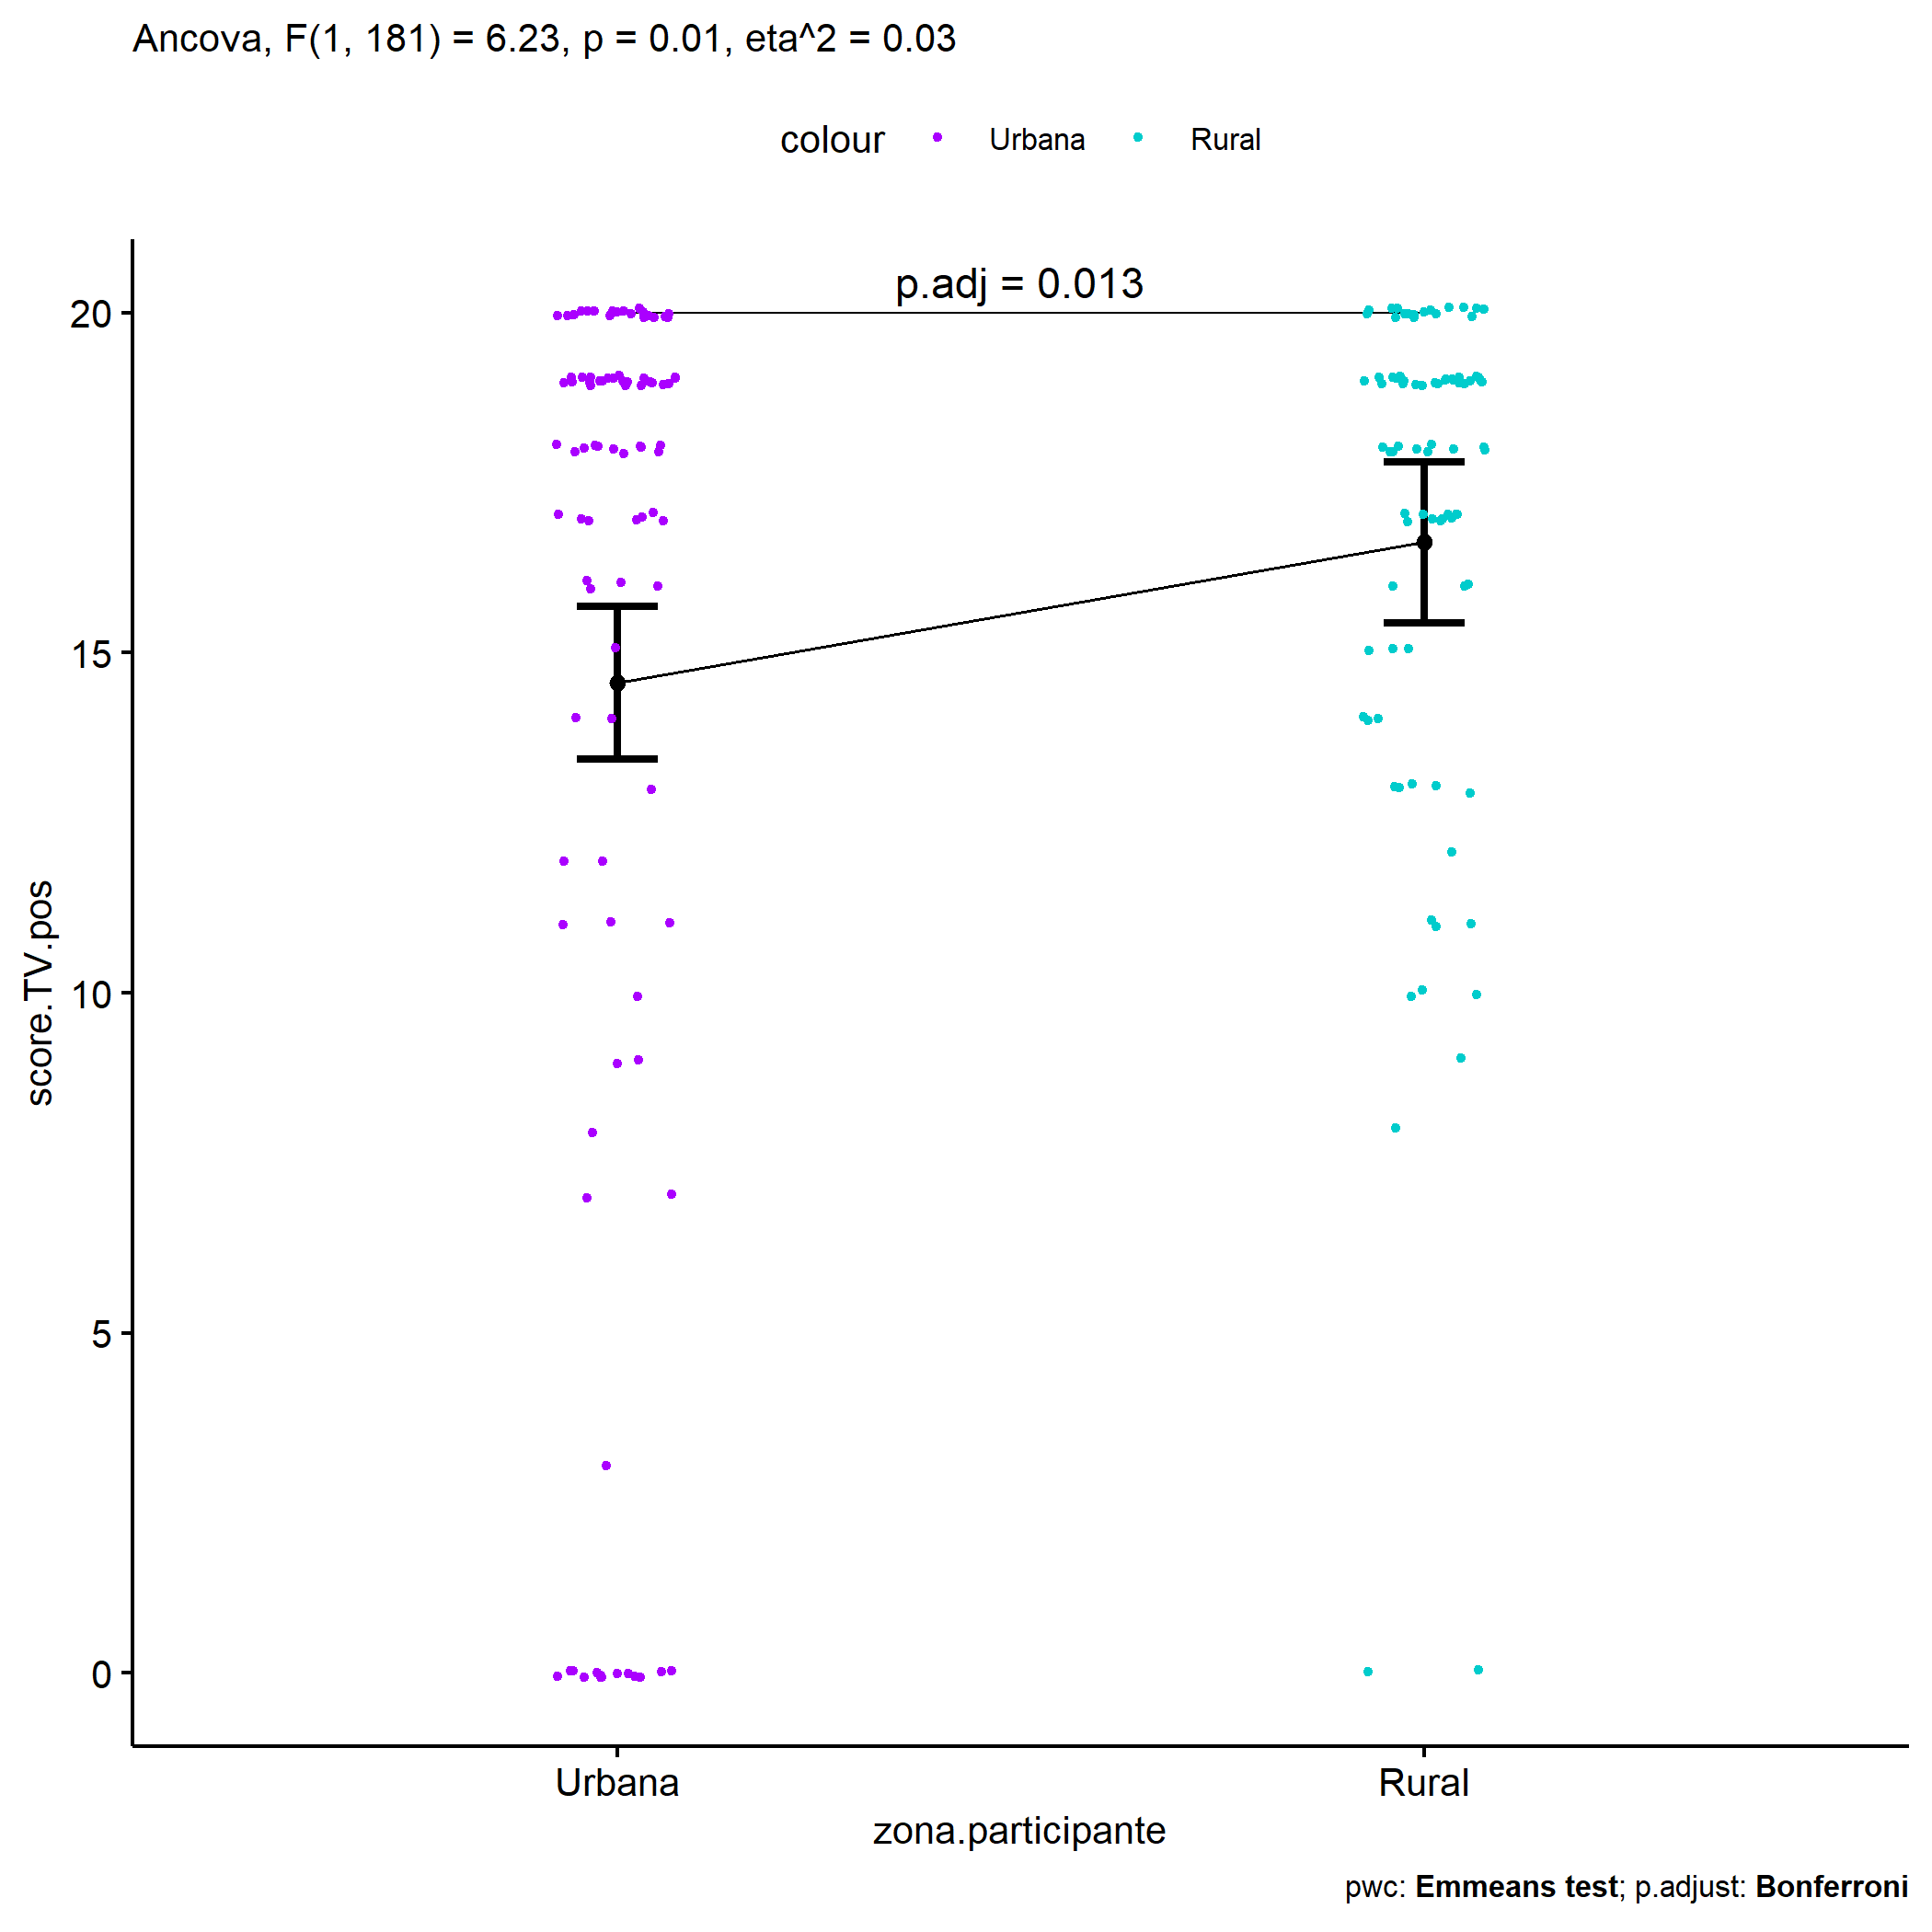 Ancova, F(1, 181) = 6.23, p = 0.01, eta^2 = 0.03
colour Urbana Rural
p.adj = 0.013
20
15
10
5
0
score.TV.pos
Urbana Rural
zona.participante
pwc: Emmeans test; p.adjust: Bonferroni